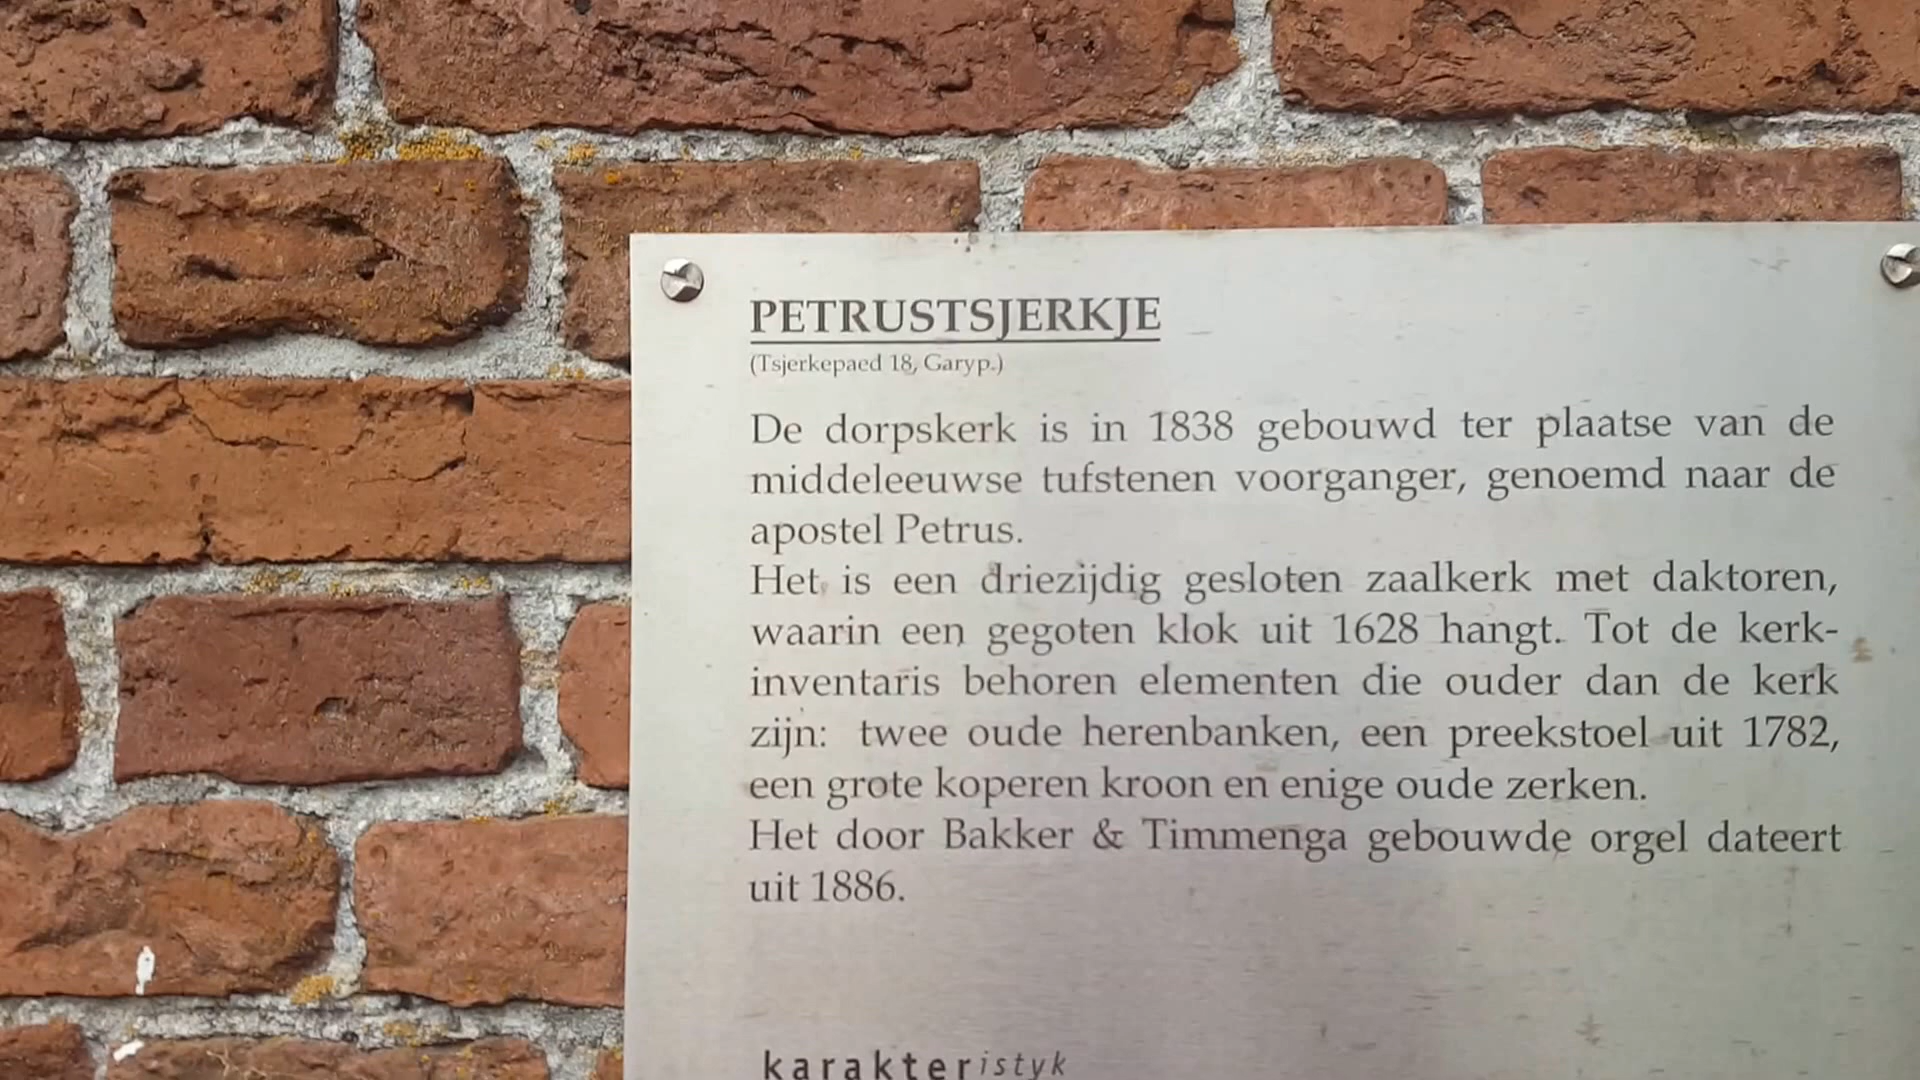 PETRUSTSJERKJE
(Tsjerkepaed 18, Garyp.)
De dorpskerk is in 1838 gebouwd ter plaatse van de
middeleeuwse tufstenen voorganger, genoemd naar de
apostel Petrus.
Het is een driezijdig gesloten zaalkerk met daktoren,
waarin een gegoten klok uit 1628 hangt. Tot de kerk-
inventaris behoren elementen die ouder dan de kerk
zijn: twee oude herenbanken, een preekstoel uit 1782,
een grote koperen kroon en enige oude zerken.
Het door Bakker & Timmenga gebouwde orgel dateert
uit 1886.
karakteristyk